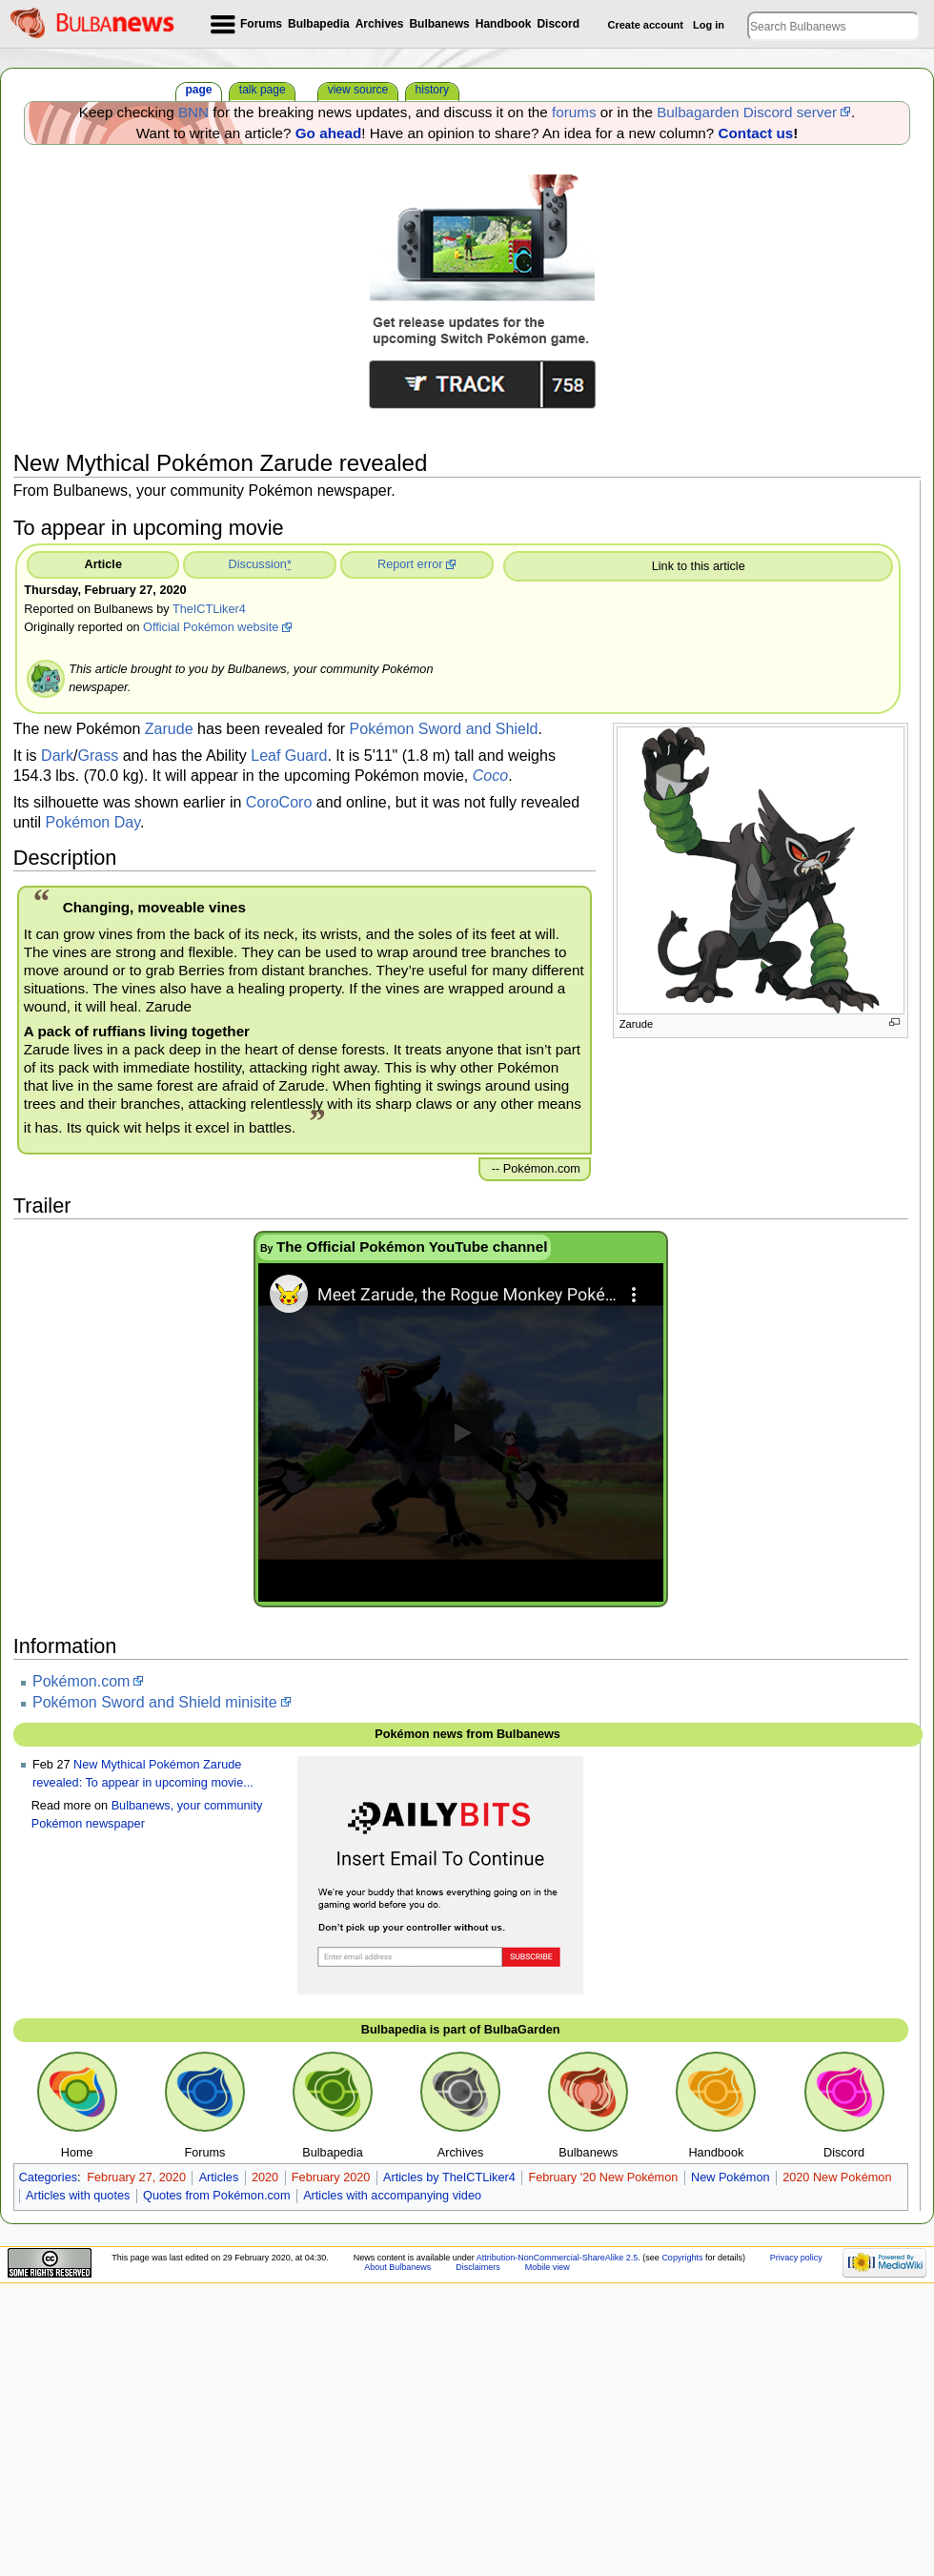 BULBAnews
Forums Bulbapedia Archives Bulbanews Handbook Discord
Create account Log in
Search Bulbanews
page talk page view source history
Keep checking BNN for the breaking news updates, and discuss it on the forums or in the Bulbagarden Discord server.
Want to write an article? Go ahead! Have an opinion to share? An idea for a new column? Contact us!
Get release updates for the
upcoming Switch Pokémon game.
TRACK 758
New Mythical Pokémon Zarude revealed
From Bulbanews, your community Pokémon newspaper.
To appear in upcoming movie
Article Discussion* Report error Link to this article
Thursday, February 27, 2020
Reported on Bulbanews by TheICTLiker4
Originally reported on Official Pokémon website
This article brought to you by Bulbanews, your community Pokémon
newspaper.
The new Pokémon Zarude has been revealed for Pokémon Sword and Shield.
It is Dark/Grass and has the Ability Leaf Guard. It is 5'11" (1.8 m) tall and weighs
154.3 lbs. (70.0 kg). It will appear in the upcoming Pokémon movie, Coco.
Its silhouette was shown earlier in CoroCoro and online, but it was not fully revealed
until Pokémon Day.
Zarude
Description
“ Changing, moveable vines
It can grow vines from the back of its neck, its wrists, and the soles of its feet at will.
The vines are strong and flexible. They can be used to wrap around tree branches to
move around or to grab Berries from distant branches. They’re useful for many different
situations. The vines also have a healing property. If the vines are wrapped around a
wound, it will heal. Zarude
A pack of ruffians living together
Zarude lives in a pack deep in the heart of dense forests. It treats anyone that isn’t part
of its pack with immediate hostility, attacking right away. This is why other Pokémon
that live in the same forest are afraid of Zarude. When fighting it swings around using
trees and their branches, attacking relentlessly with its sharp claws or any other means
it has. Its quick wit helps it excel in battles. ”
-- Pokémon.com
Trailer
By The Official Pokémon YouTube channel
Meet Zarude, the Rogue Monkey Poké...
Information
Pokémon.com
Pokémon Sword and Shield minisite
Pokémon news from Bulbanews
Feb 27 New Mythical Pokémon Zarude
revealed: To appear in upcoming movie...
Read more on Bulbanews, your community
Pokémon newspaper
DAILYBITS
Insert Email To Continue
We're your buddy that knows everything going on in the
gaming world before you do.
Don't pick up your controller without us.
Enter email address SUBSCRIBE
Bulbapedia is part of BulbaGarden
Home Forums Bulbapedia Archives Bulbanews Handbook Discord
Categories: February 27, 2020 | Articles | 2020 | February 2020 | Articles by TheICTLiker4 | February '20 New Pokémon | New Pokémon | 2020 New Pokémon
| Articles with quotes | Quotes from Pokémon.com | Articles with accompanying video
cc SOME RIGHTS RESERVED
This page was last edited on 29 February 2020, at 04:30. News content is available under Attribution-NonCommercial-ShareAlike 2.5. (see Copyrights for details) Privacy policy
About Bulbanews Disclaimers Mobile view
Powered By
MediaWiki